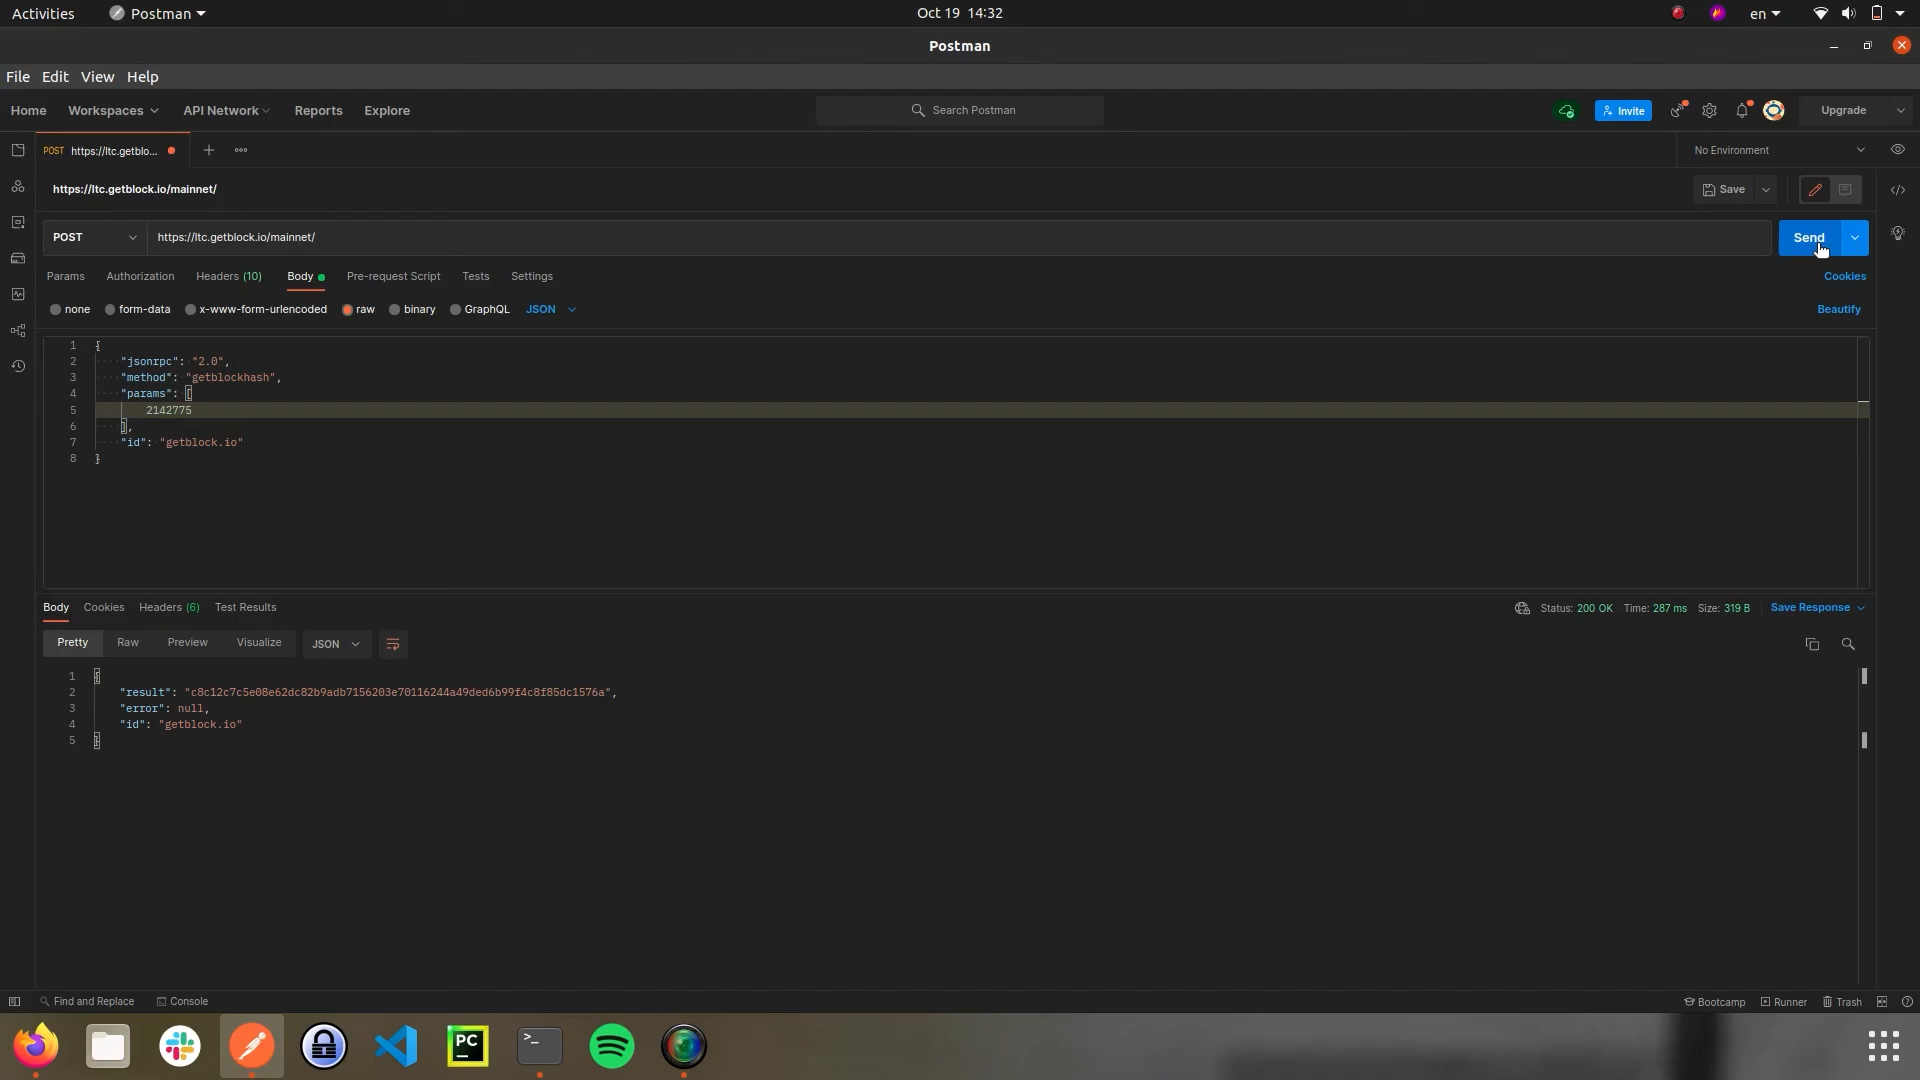 Activities Postman Oct 19 14:32 en
Postman
File Edit View Help
Home Workspaces API Network Reports Explore Search Postman Invite Upgrade
POST https://ltc.getblo... No Environment
https://ltc.getblock.io/mainnet/ Save
POST https://ltc.getblock.io/mainnet/ Send
Params Authorization Headers (10) Body Pre-request Script Tests Settings Cookies
none form-data x-www-form-urlencoded raw binary GraphQL JSON Beautify
1 {
2 "jsonrpc": "2.0",
3 "method": "getblockhash",
4 "params": [
5 2142775
6 ],
7 "id": "getblock.io"
8 }
Body Cookies Headers (6) Test Results Status: 200 OK Time: 287 ms Size: 319 B Save Response
Pretty Raw Preview Visualize JSON
1 {
2 "result": "c8c12c7c5e08e62dc82b9adb7156203e70116244a49ded6b99f4c8f85dc1576a",
3 "error": null,
4 "id": "getblock.io"
5 }
Find and Replace Console Bootcamp Runner Trash
PC >_